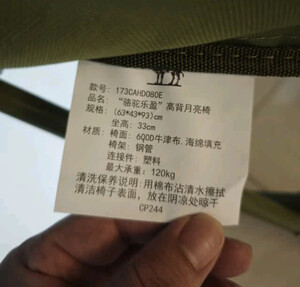 款号: 173CAHD080E
品名: “骆驼乐盈”高背月亮椅
规格: (63*43*93)cm
坐高: 33cm
材质: 椅面: 600D牛津布.海绵填充
椅架: 钢管
连接件: 塑料
最大承重: 120kg
清洗保养说明: 用棉布沾清水擦拭
清洁椅子表面, 放在阴凉处晾干
CP244